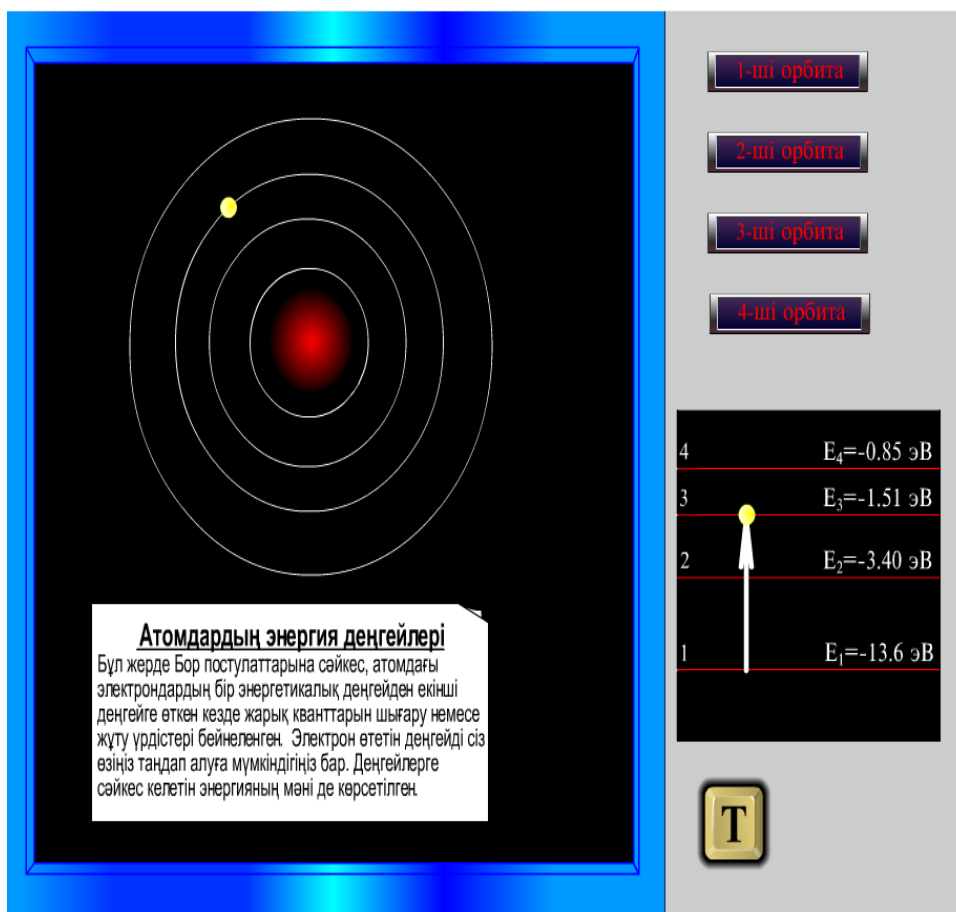 1-ші орбита
2-ші орбита
3-ші орбита
4-ші орбита
4 E₄=-0.85 эВ
3 E₃=-1.51 эВ
2 E₂=-3.40 эВ
1 E₁=-13.6 эВ
Атомдардың энергия деңгейлері
Бұл жерде Бор постулаттарына сәйкес, атомдағы
электрондардың бір энергетикалық деңгейден екінші
деңгейге өткен кезде жарық кванттарын шығару немесе
жұту үрдістері бейнеленген. Электрон өтетін деңгейді сіз
өзіңіз таңдап алуға мүмкіндігіңіз бар. Деңгейлерге
сәйкес келетін энергияның мәні де көрсетілген.
Т